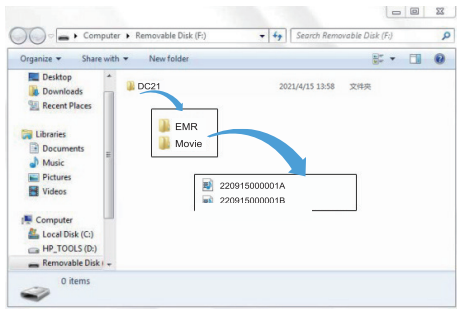 Computer ▸ Removable Disk (F:)
Search Removable Disk (F:)
Organize ▾ Share with ▾ New folder
Desktop
Downloads
Recent Places
Libraries
Documents
Music
Pictures
Videos
Computer
Local Disk (C:)
HP_TOOLS (D:)
Removable Disk (
DC21 2021/4/15 13:58 文件夹
EMR
Movie
220915000001A
220915000001B
0 items